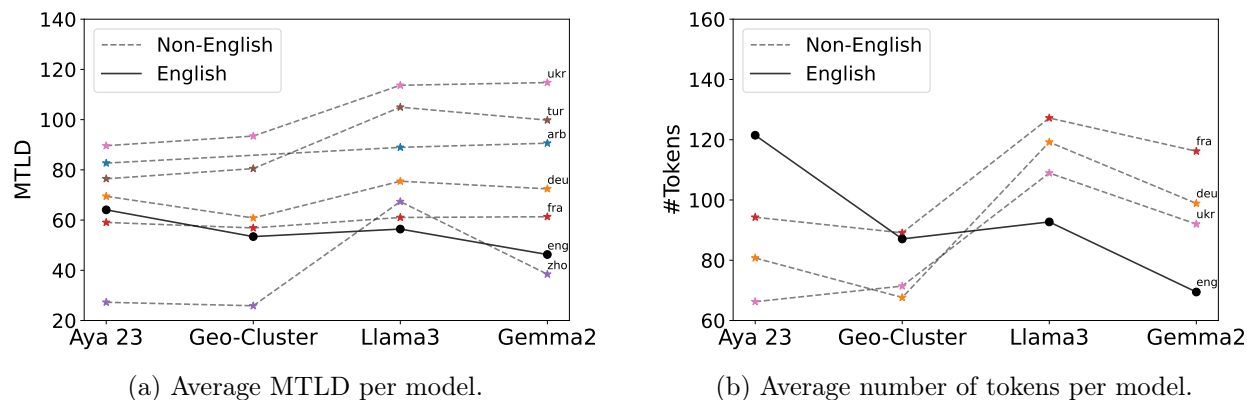 140
120
100
80
60
40
20
MTLD
Non-English
English
ukr
tur
arb
deu
fra
eng
zho
Aya 23 Geo-Cluster Llama3 Gemma2
(a) Average MTLD per model.
160
140
120
100
80
60
#Tokens
Non-English
English
fra
deu
ukr
eng
Aya 23 Geo-Cluster Llama3 Gemma2
(b) Average number of tokens per model.